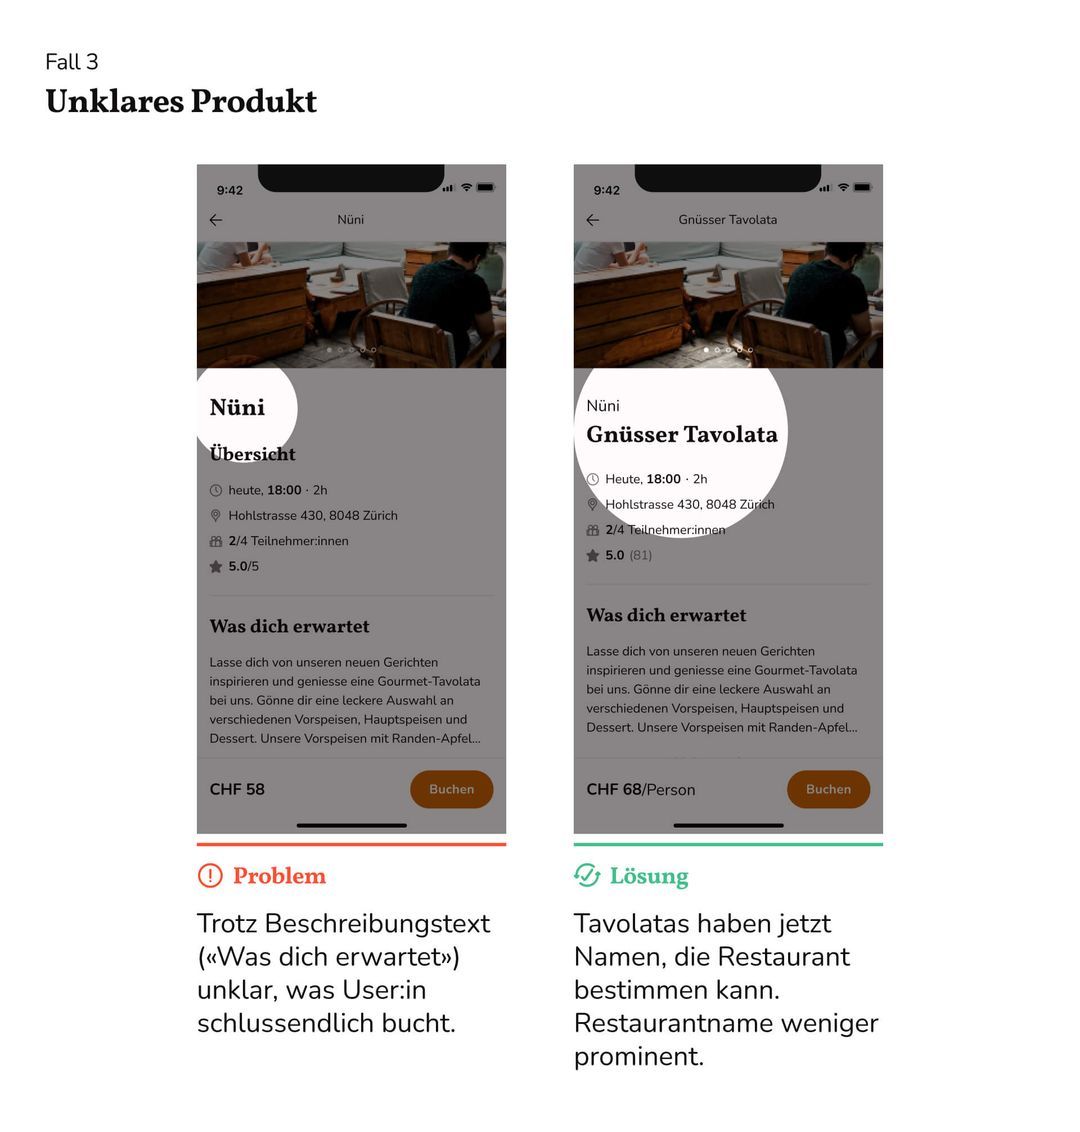 Fall 3
Unklares Produkt
9:42
Nüni
Nüni
Übersicht
heute, 18:00 · 2h
Hohlstrasse 430, 8048 Zürich
2/4 Teilnehmer:innen
5.0/5
Was dich erwartet
Lasse dich von unseren neuen Gerichten
inspirieren und geniesse eine Gourmet-Tavolata
bei uns. Gönne dir eine leckere Auswahl an
verschiedenen Vorspeisen, Hauptspeisen und
Dessert. Unsere Vorspeisen mit Randen-Apfel...
CHF 58
Buchen
Problem
Trotz Beschreibungstext
(«Was dich erwartet»)
unklar, was User:in
schlussendlich bucht.
9:42
Gnüsser Tavolata
Nüni
Gnüsser Tavolata
Heute, 18:00 · 2h
Hohlstrasse 430, 8048 Zürich
2/4 Teilnehmer:innen
5.0 (81)
Was dich erwartet
Lasse dich von unseren neuen Gerichten
inspirieren und geniesse eine Gourmet-Tavolata
bei uns. Gönne dir eine leckere Auswahl an
verschiedenen Vorspeisen, Hauptspeisen und
Dessert. Unsere Vorspeisen mit Randen-Apfel...
CHF 68/Person
Buchen
Lösung
Tavolatas haben jetzt
Namen, die Restaurant
bestimmen kann.
Restaurantname weniger
prominent.